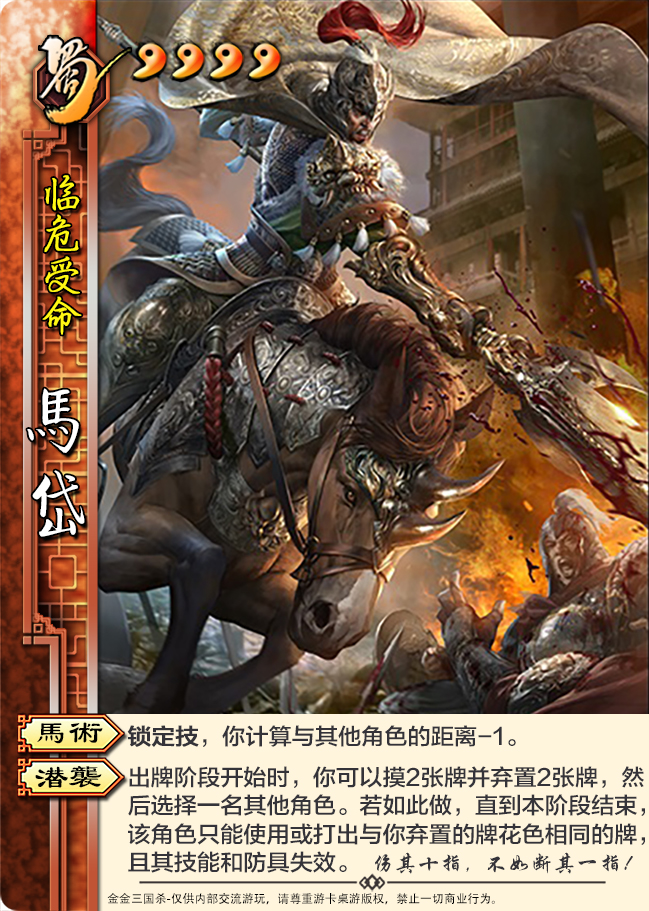 蜀
临危受命
馬岱
馬術
锁定技，你计算与其他角色的距离-1。
潜襲
出牌阶段开始时，你可以摸2张牌并弃置2张牌，然
后选择一名其他角色。若如此做，直到本阶段结束，
该角色只能使用或打出与你弃置的牌花色相同的牌，
且其技能和防具失效。 伤其十指，不如断其一指！
金金三国杀-仅供内部交流游玩，请尊重游卡桌游版权，禁止一切商业行为。